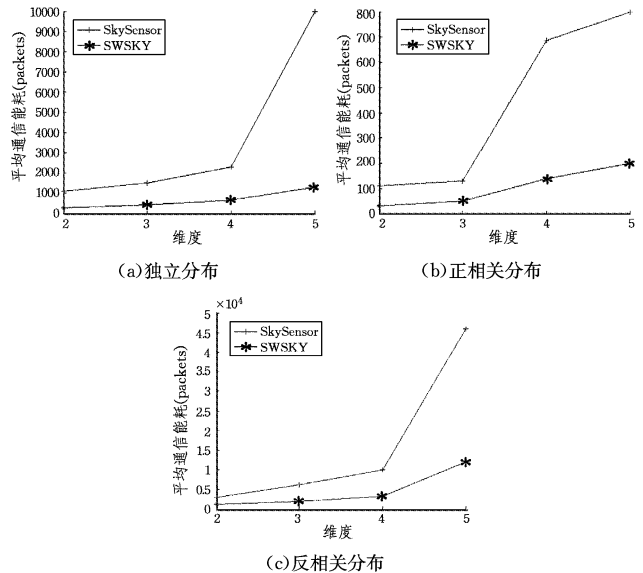 10000
9000
8000
7000
6000
5000
4000
3000
2000
1000
0
平均通信能耗(packets)
SkySensor
SWSKY
2 3 4 5
维度
(a)独立分布
800
700
600
500
400
300
200
100
0
平均通信能耗(packets)
SkySensor
SWSKY
2 3 4 5
维度
(b)正相关分布
×10⁴
5
4.5
4
3.5
3
2.5
2
1.5
1
0.5
0
平均通信能耗(packets)
SkySensor
SWSKY
2 3 4 5
维度
(c)反相关分布